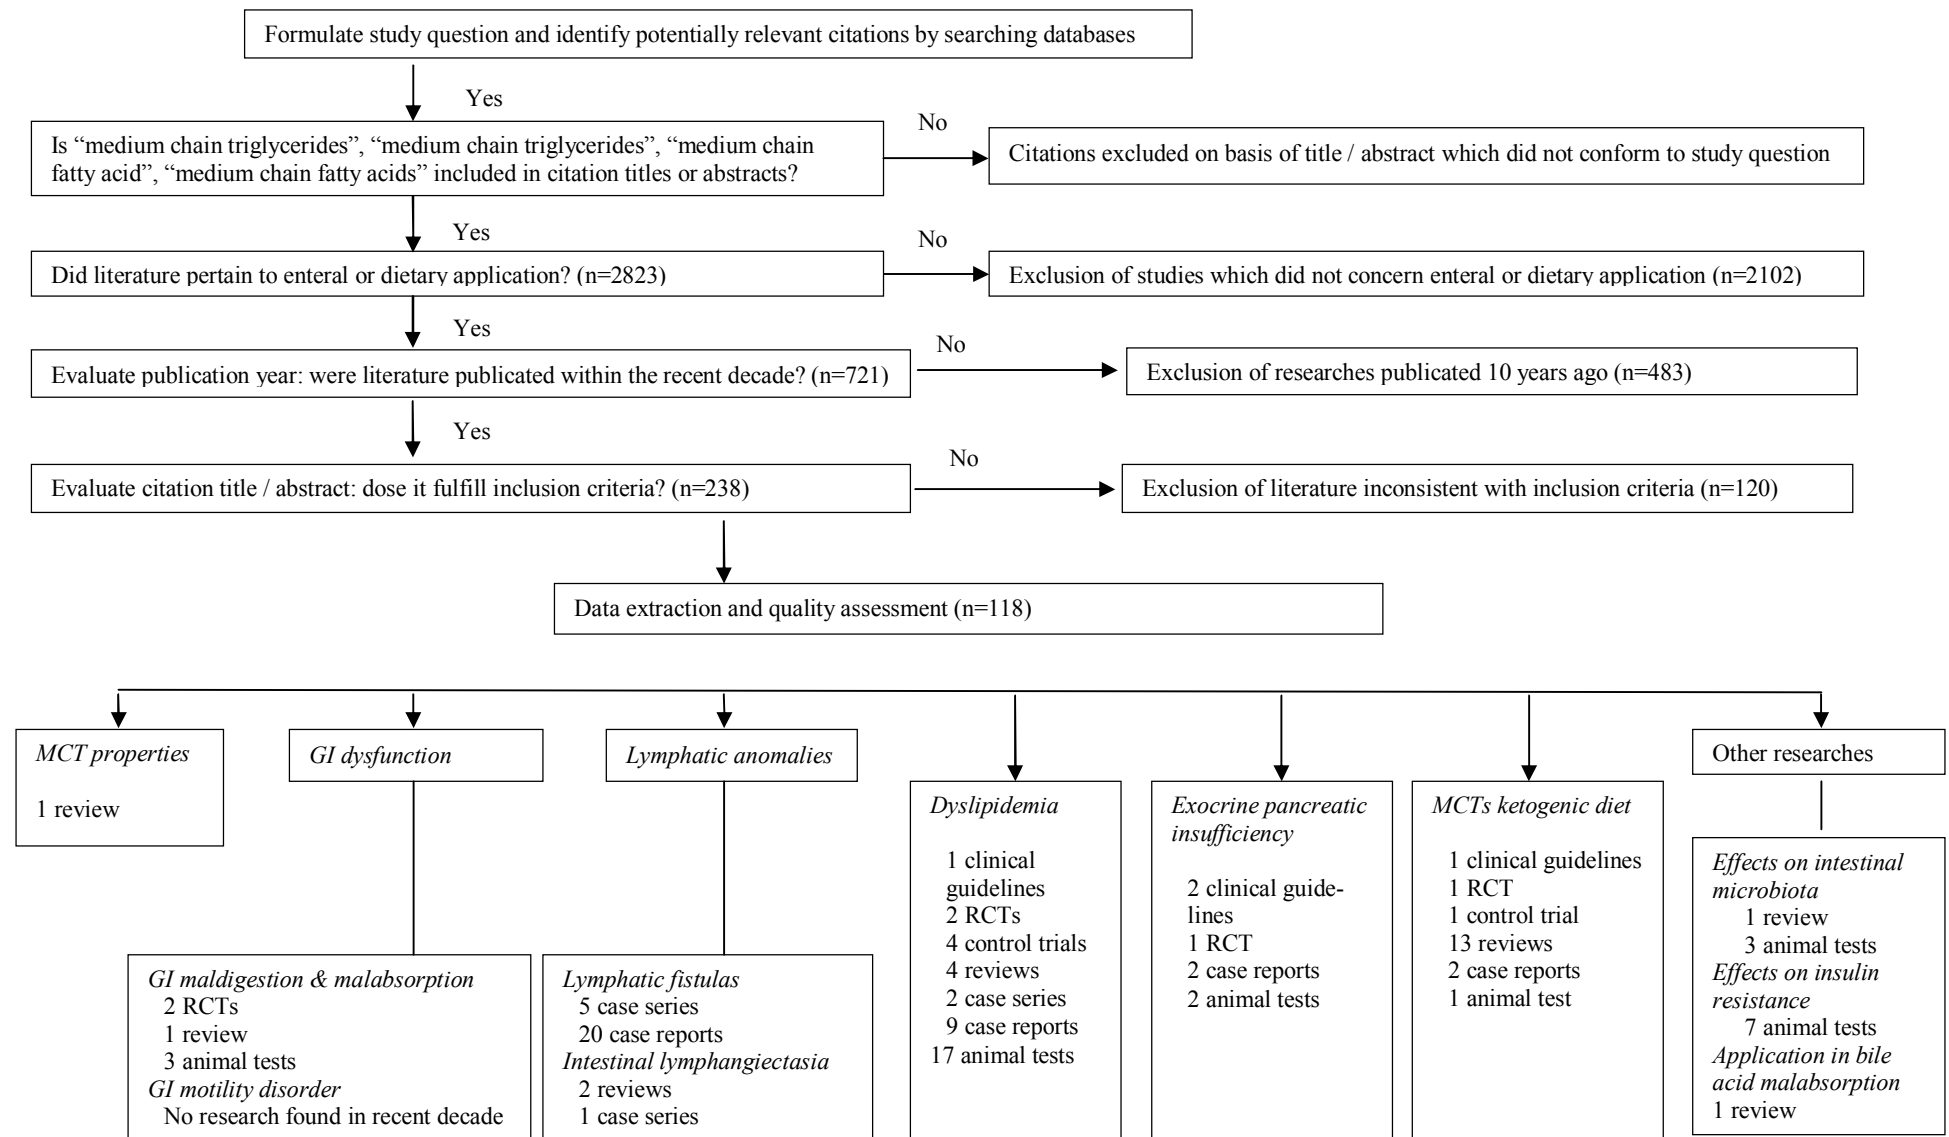 Formulate study question and identify potentially relevant citations by searching databases
Yes
No
Is “medium chain triglycerides”, “medium chain triglycerides”, “medium chain
fatty acid”, “medium chain fatty acids” included in citation titles or abstracts?
Citations excluded on basis of title / abstract which did not conform to study question
Yes
No
Did literature pertain to enteral or dietary application? (n=2823)
Exclusion of studies which did not concern enteral or dietary application (n=2102)
Yes
No
Evaluate publication year: were literature published within the recent decade? (n=721)
Exclusion of researches publicated 10 years ago (n=483)
Yes
No
Evaluate citation title / abstract: dose it fulfill inclusion criteria? (n=238)
Exclusion of literature inconsistent with inclusion criteria (n=120)
Data extraction and quality assessment (n=118)
MCT properties
1 review
GI dysfunction
GI maldigestion & malabsorption
2 RCTs
1 review
3 animal tests
GI motility disorder
No research found in recent decade
Lymphatic anomalies
Lymphatic fistulas
5 case series
20 case reports
Intestinal lymphangiectasia
2 reviews
1 case series
Dyslipidemia
1 clinical
guidelines
2 RCTs
4 control trials
4 reviews
2 case series
9 case reports
17 animal tests
Exocrine pancreatic
insufficiency
2 clinical guide-
lines
1 RCT
2 case reports
2 animal tests
MCTs ketogenic diet
1 clinical guidelines
1 RCT
1 control trial
13 reviews
2 case reports
1 animal test
Other researches
Effects on intestinal
microbiota
1 review
3 animal tests
Effects on insulin
resistance
7 animal tests
Application in bile
acid malabsorption
1 review